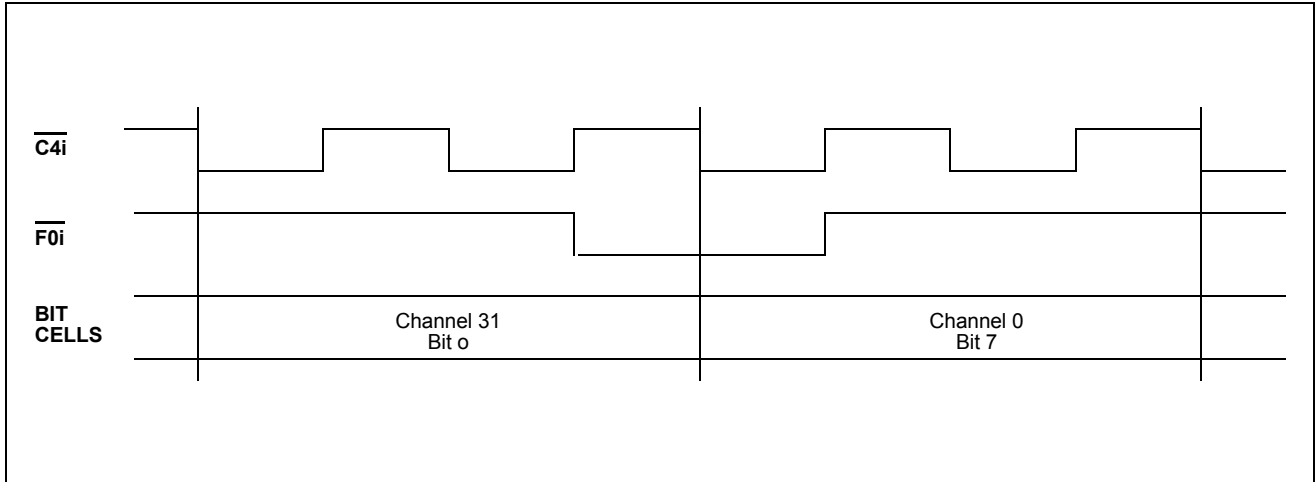 C4i
F0i
BIT
CELLS
Channel 31
Bit o
Channel 0
Bit 7